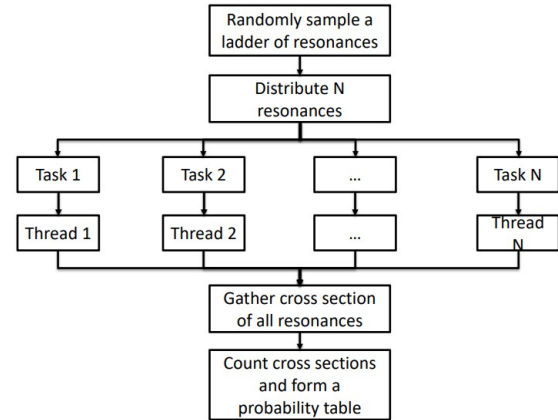 Randomly sample a
ladder of resonances
Distribute N
resonances
Task 1
Task 2
...
Task N
Thread 1
Thread 2
...
Thread
N
Gather cross section
of all resonances
Count cross sections
and form a
probability table